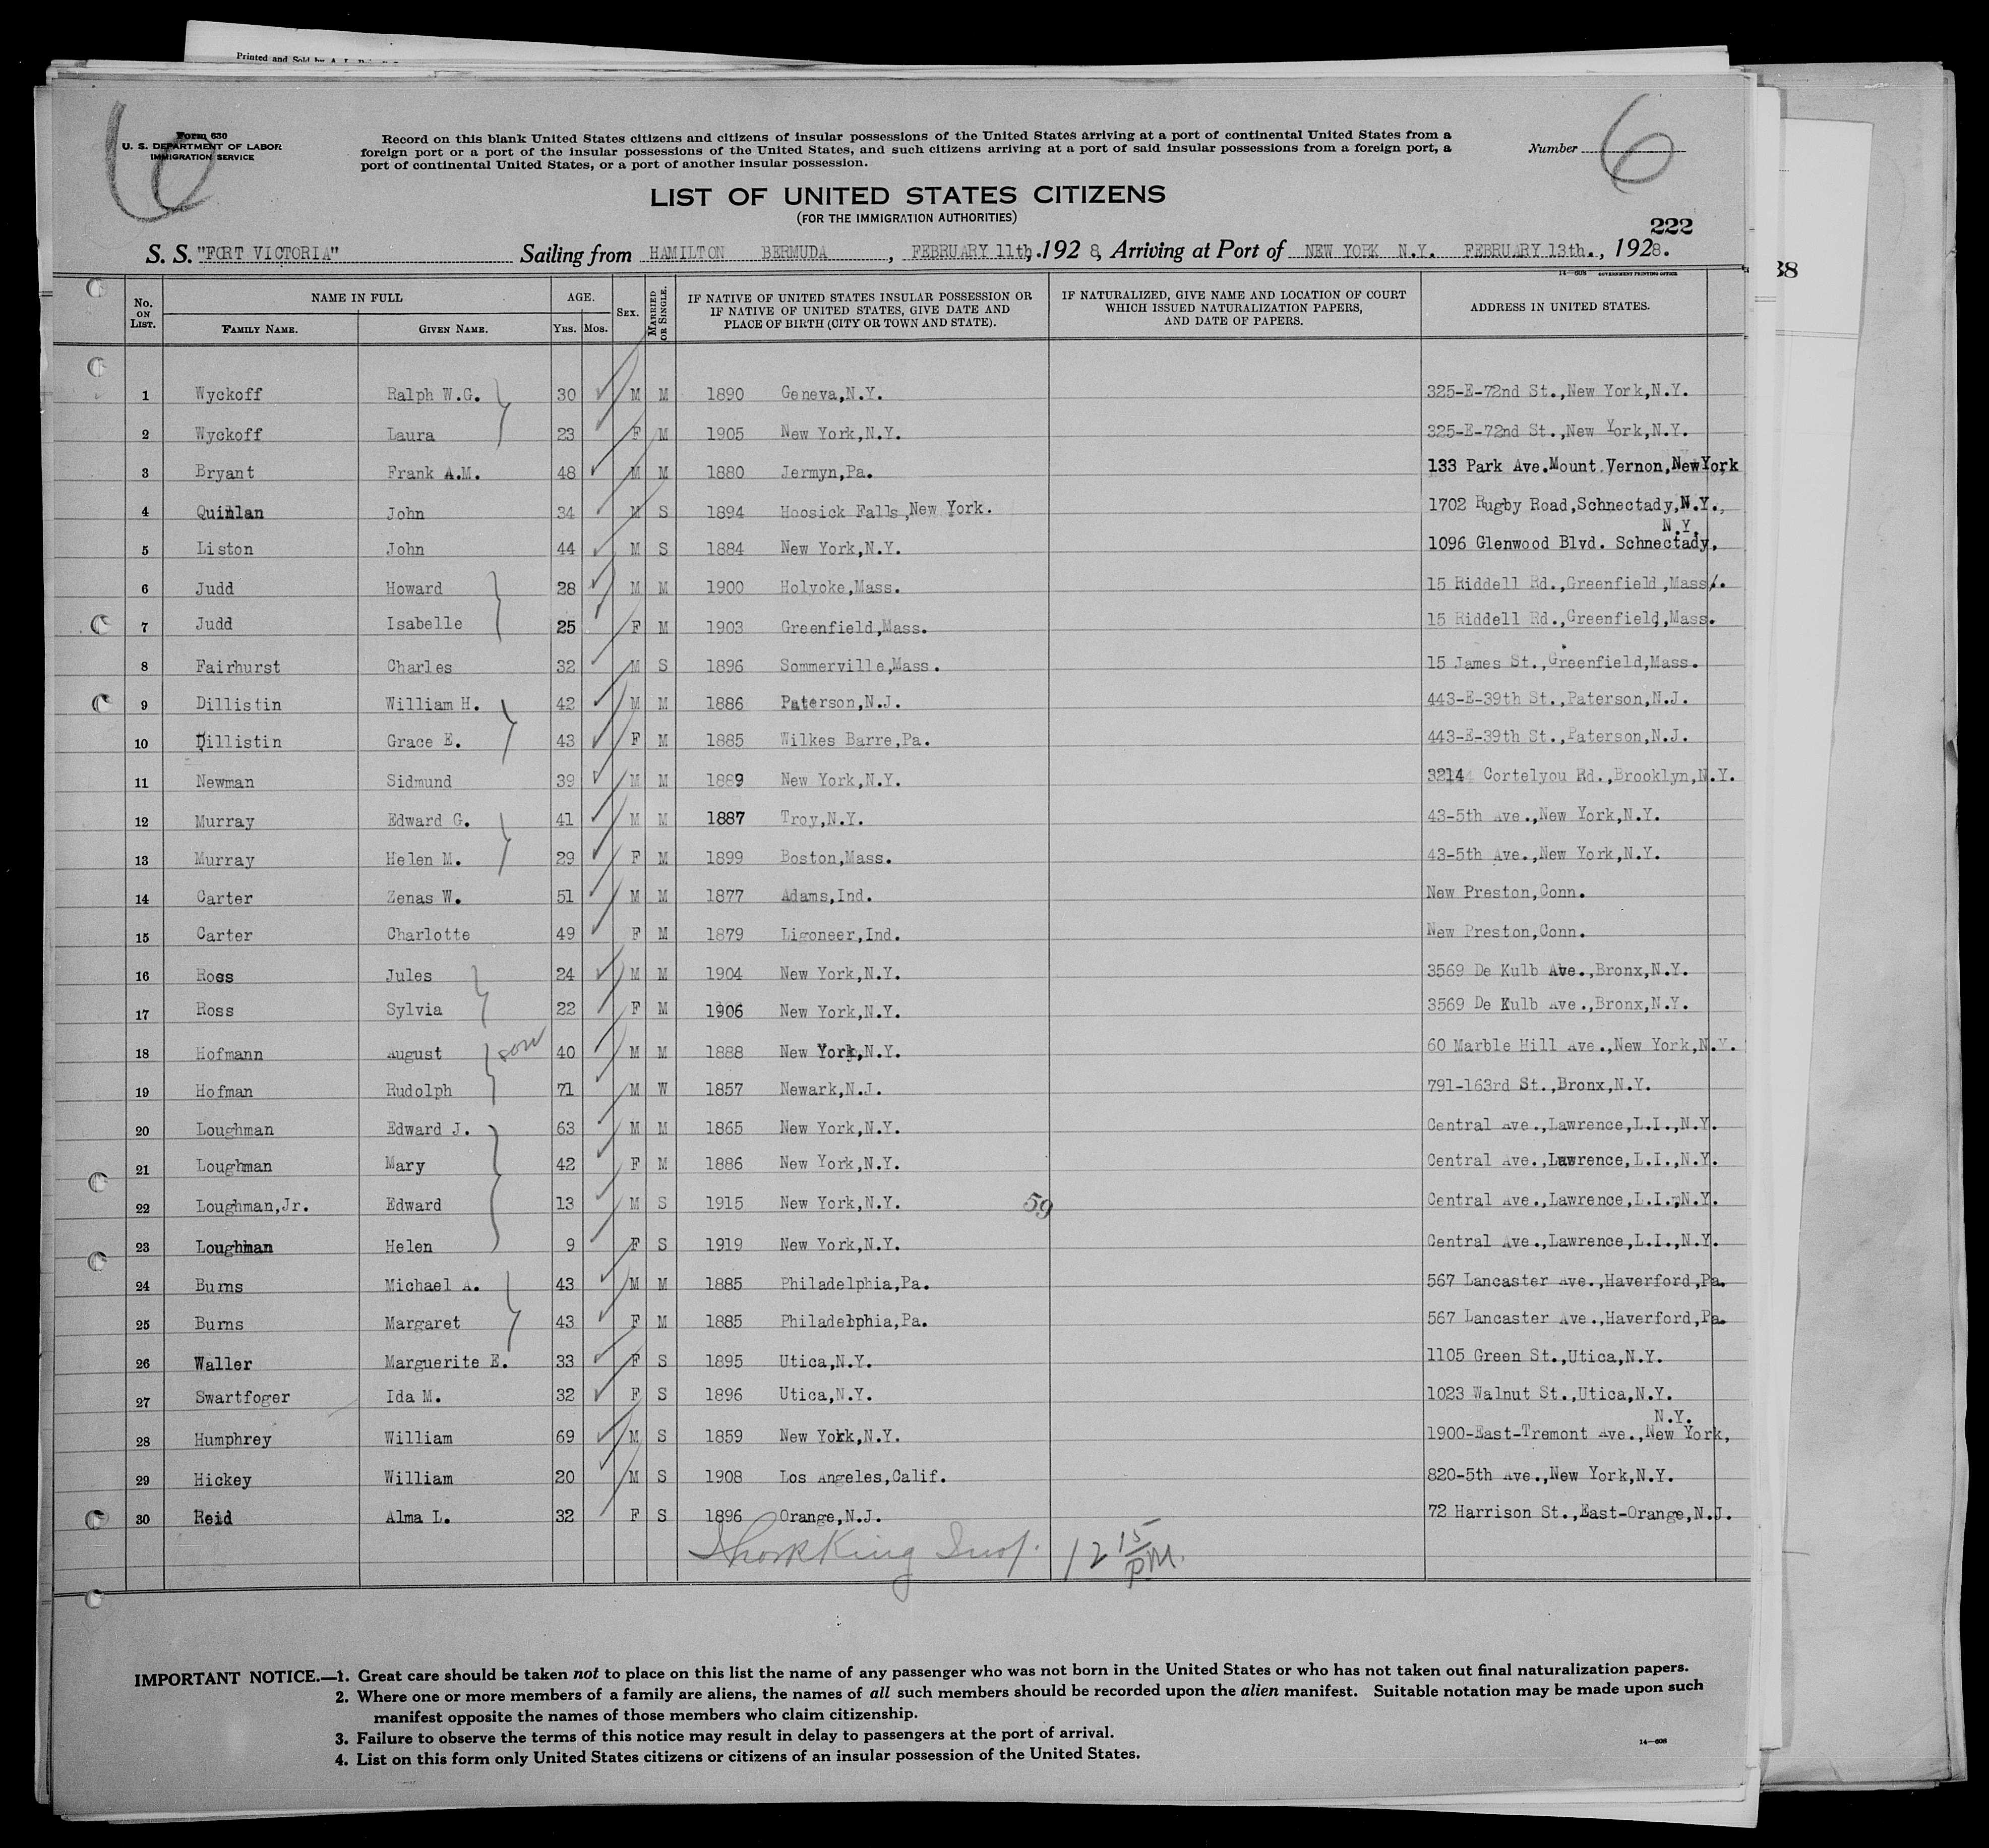 Printed and Sold by A. L.
6
6
Form 630
U. S. DEPARTMENT OF LABOR
IMMIGRATION SERVICE
Record on this blank United States citizens and citizens of insular possessions of the United States arriving at a port of continental United States from a
foreign port or a port of the insular possessions of the United States, and such citizens arriving at a port of said insular possessions from a foreign port, a
port of continental United States, or a port of another insular possession.
Number
LIST OF UNITED STATES CITIZENS
(FOR THE IMMIGRATION AUTHORITIES)
222
S. S. "FORT VICTORIA" Sailing from HAMILTON BERMUDA, FEBRUARY 11th, 1928, Arriving at Port of NEW YORK N.Y. FEBRUARY 13th., 1928.
14—608 GOVERNMENT PRINTING OFFICE
38
No. ON LIST. NAME IN FULL AGE. SEX. MARRIED OR SINGLE. IF NATIVE OF UNITED STATES INSULAR POSSESSION OR IF NATIVE OF UNITED STATES, GIVE DATE AND PLACE OF BIRTH (CITY OR TOWN AND STATE). IF NATURALIZED, GIVE NAME AND LOCATION OF COURT WHICH ISSUED NATURALIZATION PAPERS, AND DATE OF PAPERS. ADDRESS IN UNITED STATES.
FAMILY NAME. GIVEN NAME. YRS. MOS.
1 Wyckoff Ralph W.G. 30 M M 1890 Geneva,N.Y. 325-E-72nd St.,New York,N.Y.
2 Wyckoff Laura 23 F M 1905 New York,N.Y. 325-E-72nd St.,New York,N.Y.
3 Bryant Frank A.M. 48 M M 1880 Jermyn,Pa. 133 Park Ave.Mount Vernon,NewYork
4 Quinlan John 34 M S 1894 Hoosick Falls,New York. 1702 Rugby Road,Schnectady,N.Y.,
N.Y.
5 Liston John 44 M S 1884 New York,N.Y. 1096 Glenwood Blvd. Schnectady,
6 Judd Howard 28 M M 1900 Holyoke,Mass. 15 Riddell Rd.,Greenfield,Mass.
7 Judd Isabelle 25 F M 1903 Greenfield,Mass. 15 Riddell Rd.,Greenfield,Mass.
8 Fairhurst Charles 32 M S 1896 Sommerville,Mass. 15 James St.,Greenfield,Mass.
9 Dillistin William H. 42 M M 1886 Paterson,N.J. 443-E-39th St.,Paterson,N.J.
10 Dillistin Grace E. 43 F M 1885 Wilkes Barre,Pa. 443-E-39th St.,Paterson,N.J.
11 Newman Sidmund 39 M M 1889 New York,N.Y. 3214 Cortelyou Rd.,Brooklyn,N.Y.
12 Murray Edward G. 41 M M 1887 Troy,N.Y. 43-5th Ave.,New York,N.Y.
13 Murray Helen M. 29 F M 1899 Boston,Mass. 43-5th Ave.,New York,N.Y.
14 Carter Zenas W. 51 M M 1877 Adams,Ind. New Preston,Conn.
15 Carter Charlotte 49 F M 1879 Ligoneer,Ind. New Preston,Conn.
16 Ross Jules 24 M M 1904 New York,N.Y. 3569 De Kulb Ave.,Bronx,N.Y.
17 Ross Sylvia 22 F M 1906 New York,N.Y. 3569 De Kulb Ave.,Bronx,N.Y.
18 Hofmann August son 40 M M 1888 New York,N.Y. 60 Marble Hill Ave.,New York,N.Y.
19 Hofman Rudolph 71 M W 1857 Newark,N.J. 791-163rd St.,Bronx,N.Y.
20 Loughman Edward J. 63 M M 1865 New York,N.Y. Central Ave.,Lawrence,L.I.,N.Y.
21 Loughman Mary 42 F M 1886 New York,N.Y. Central Ave.,Lawrence,L.I.,N.Y.
22 Loughman,Jr. Edward 13 M S 1915 New York,N.Y. 59 Central Ave.,Lawrence,L.I.,N.Y.
23 Loughman Helen 9 F S 1919 New York,N.Y. Central Ave.,Lawrence,L.I.,N.Y.
24 Burns Michael A. 43 M M 1885 Philadelphia,Pa. 567 Lancaster Ave.,Haverford,Pa.
25 Burns Margaret 43 F M 1885 Philadelphia,Pa. 567 Lancaster Ave.,Haverford,Pa.
26 Waller Marguerite E. 33 F S 1895 Utica,N.Y. 1105 Green St.,Utica,N.Y.
27 Swartfoger Ida M. 32 F S 1896 Utica,N.Y. 1023 Walnut St.,Utica,N.Y.
N.Y.
28 Humphrey William 69 M S 1859 New York,N.Y. 1900-East-Tremont Ave.,New York,
29 Hickey William 20 M S 1908 Los Angeles,Calif. 820-5th Ave.,New York,N.Y.
30 Reid Alma L. 32 F S 1896 Orange,N.J. 72 Harrison St.,East-Orange,N.J.
King Insp. 12 15 PM.
IMPORTANT NOTICE.—1. Great care should be taken not to place on this list the name of any passenger who was not born in the United States or who has not taken out final naturalization papers.
2. Where one or more members of a family are aliens, the names of all such members should be recorded upon the alien manifest. Suitable notation may be made upon such
manifest opposite the names of those members who claim citizenship.
3. Failure to observe the terms of this notice may result in delay to passengers at the port of arrival.
4. List on this form only United States citizens or citizens of an insular possession of the United States.
14—608